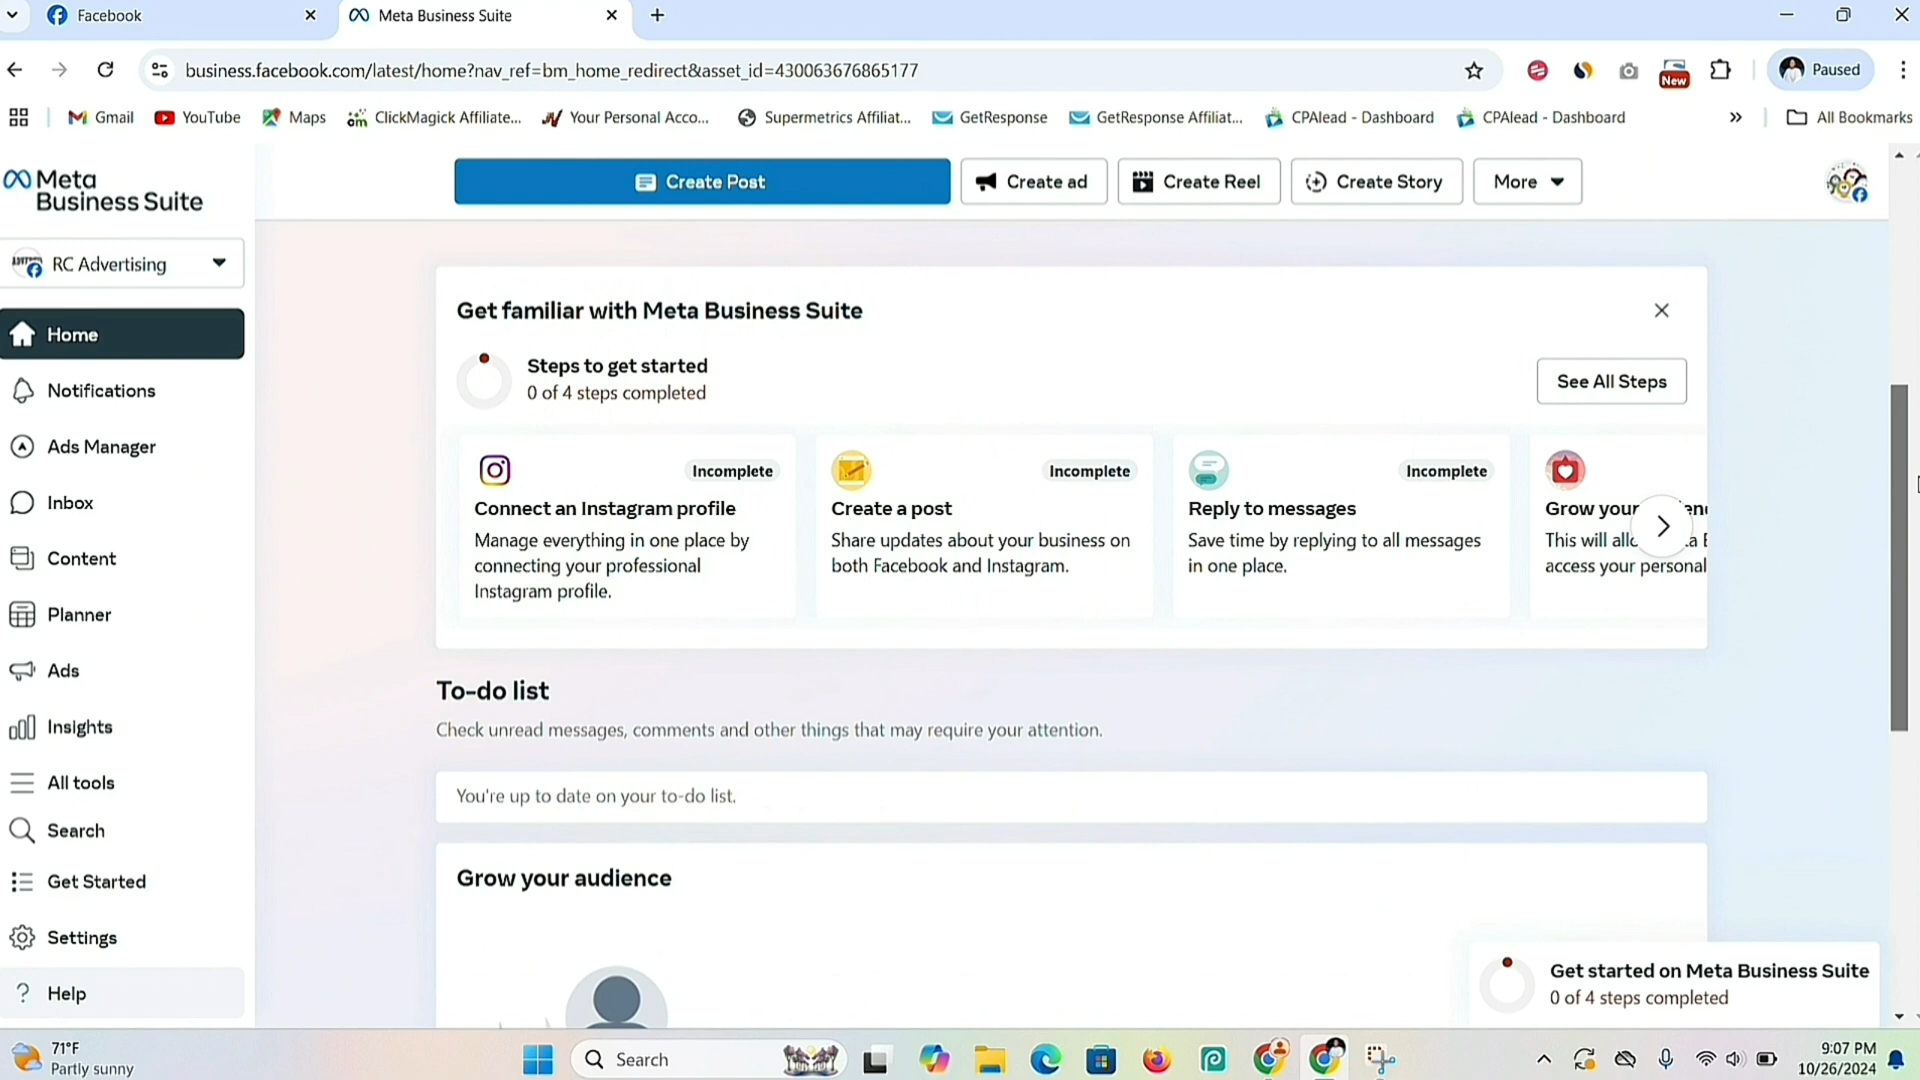 Facebook
Meta Business Suite
business.facebook.com/latest/home?nav_ref=bm_home_redirect&asset_id=430063676865177
New
Paused
Gmail
YouTube
Maps
ClickMagick Affiliate...
Your Personal Acco...
Supermetrics Affiliat...
GetResponse
GetResponse Affiliat...
CPAlead - Dashboard
CPAlead - Dashboard
All Bookmarks
Meta
Business Suite
Create Post
Create ad
Create Reel
Create Story
More
RC Advertising
Home
Notifications
Ads Manager
Inbox
Content
Planner
Ads
Insights
All tools
Search
Get Started
Settings
Help
Get familiar with Meta Business Suite
Steps to get started
0 of 4 steps completed
See All Steps
Incomplete
Connect an Instagram profile
Manage everything in one place by
connecting your professional
Instagram profile.
Incomplete
Create a post
Share updates about your business on
both Facebook and Instagram.
Incomplete
Reply to messages
Save time by replying to all messages
in one place.
Grow your
This will
access your personal
To-do list
Check unread messages, comments and other things that may require your attention.
You're up to date on your to-do list.
Grow your audience
Get started on Meta Business Suite
0 of 4 steps completed
71°F
Partly sunny
Search
9:07 PM
10/26/2024